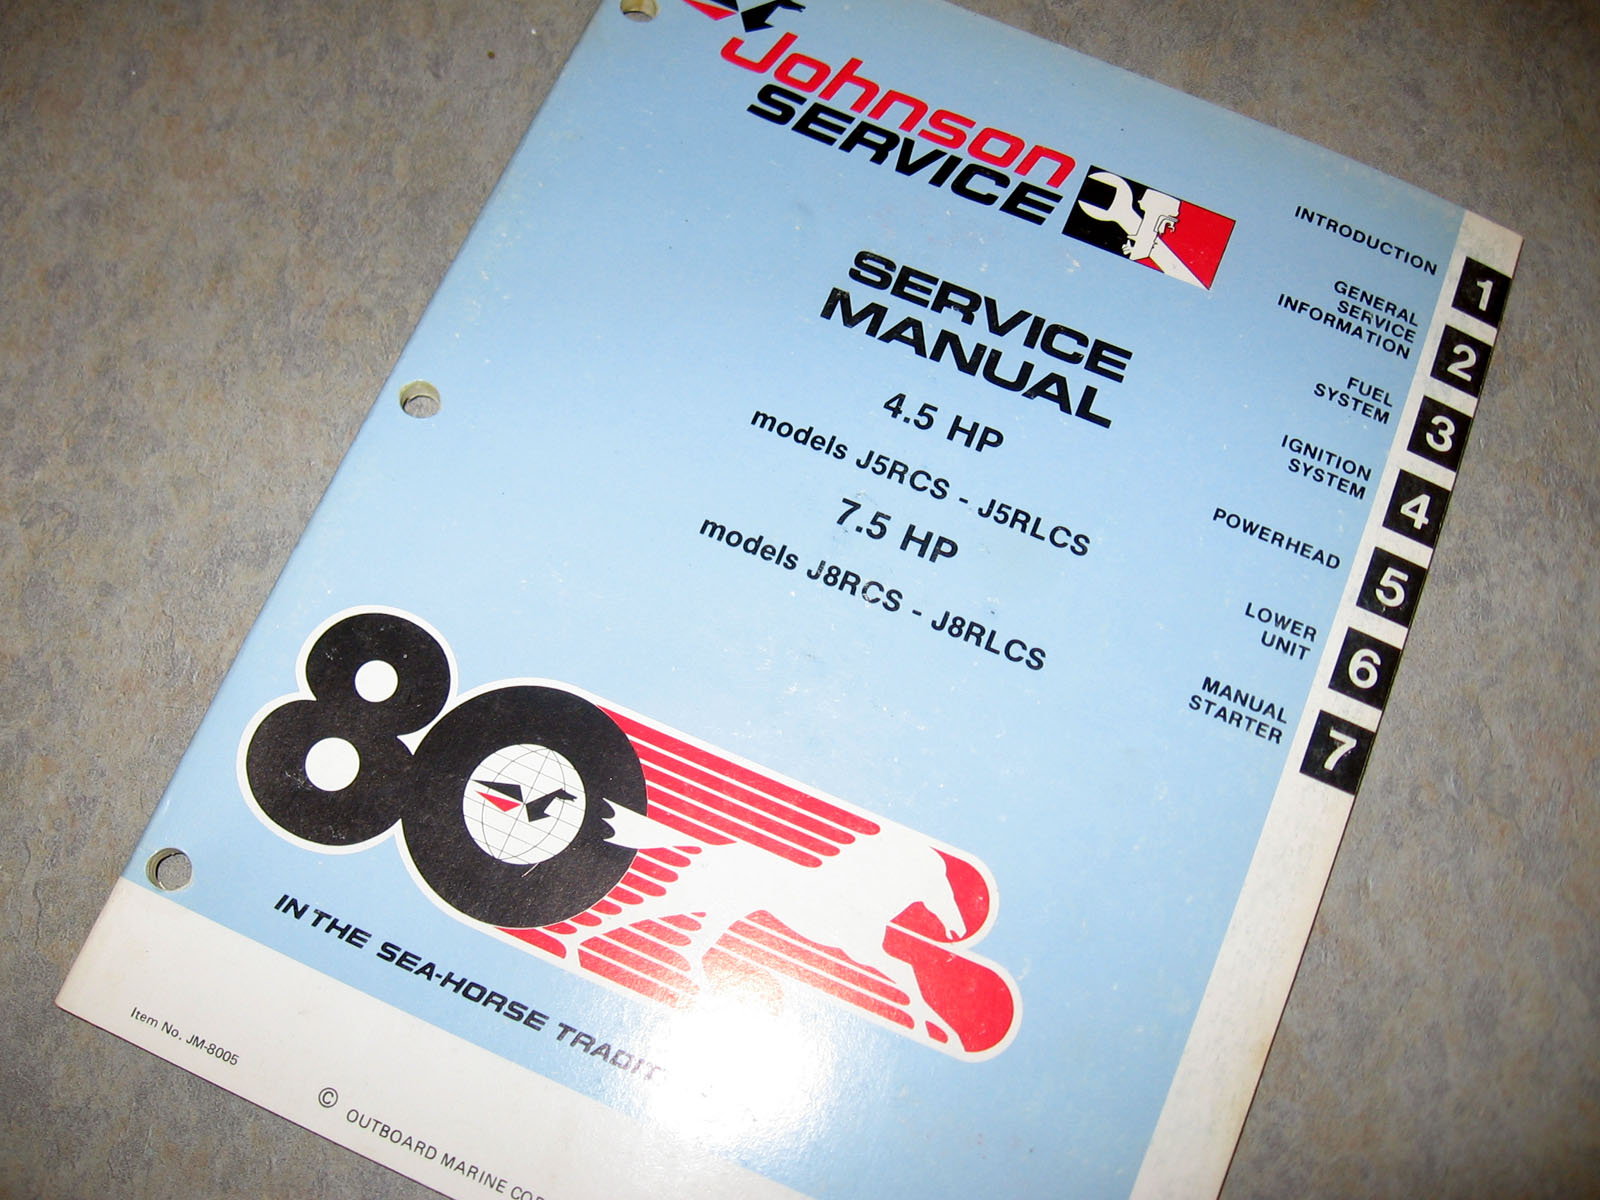 Johnson
SERVICE
SERVICE
MANUAL
4.5 HP
models J5RCS - J5RLCS
7.5 HP
models J8RCS - J8RLCS
INTRODUCTION
1
GENERAL
SERVICE
INFORMATION
2
FUEL
SYSTEM
3
IGNITION
SYSTEM
4
POWERHEAD
5
LOWER
UNIT
6
MANUAL
STARTER
7
80
IN THE SEA-HORSE
Item No. JM-8005
© OUTBOARD MARINE